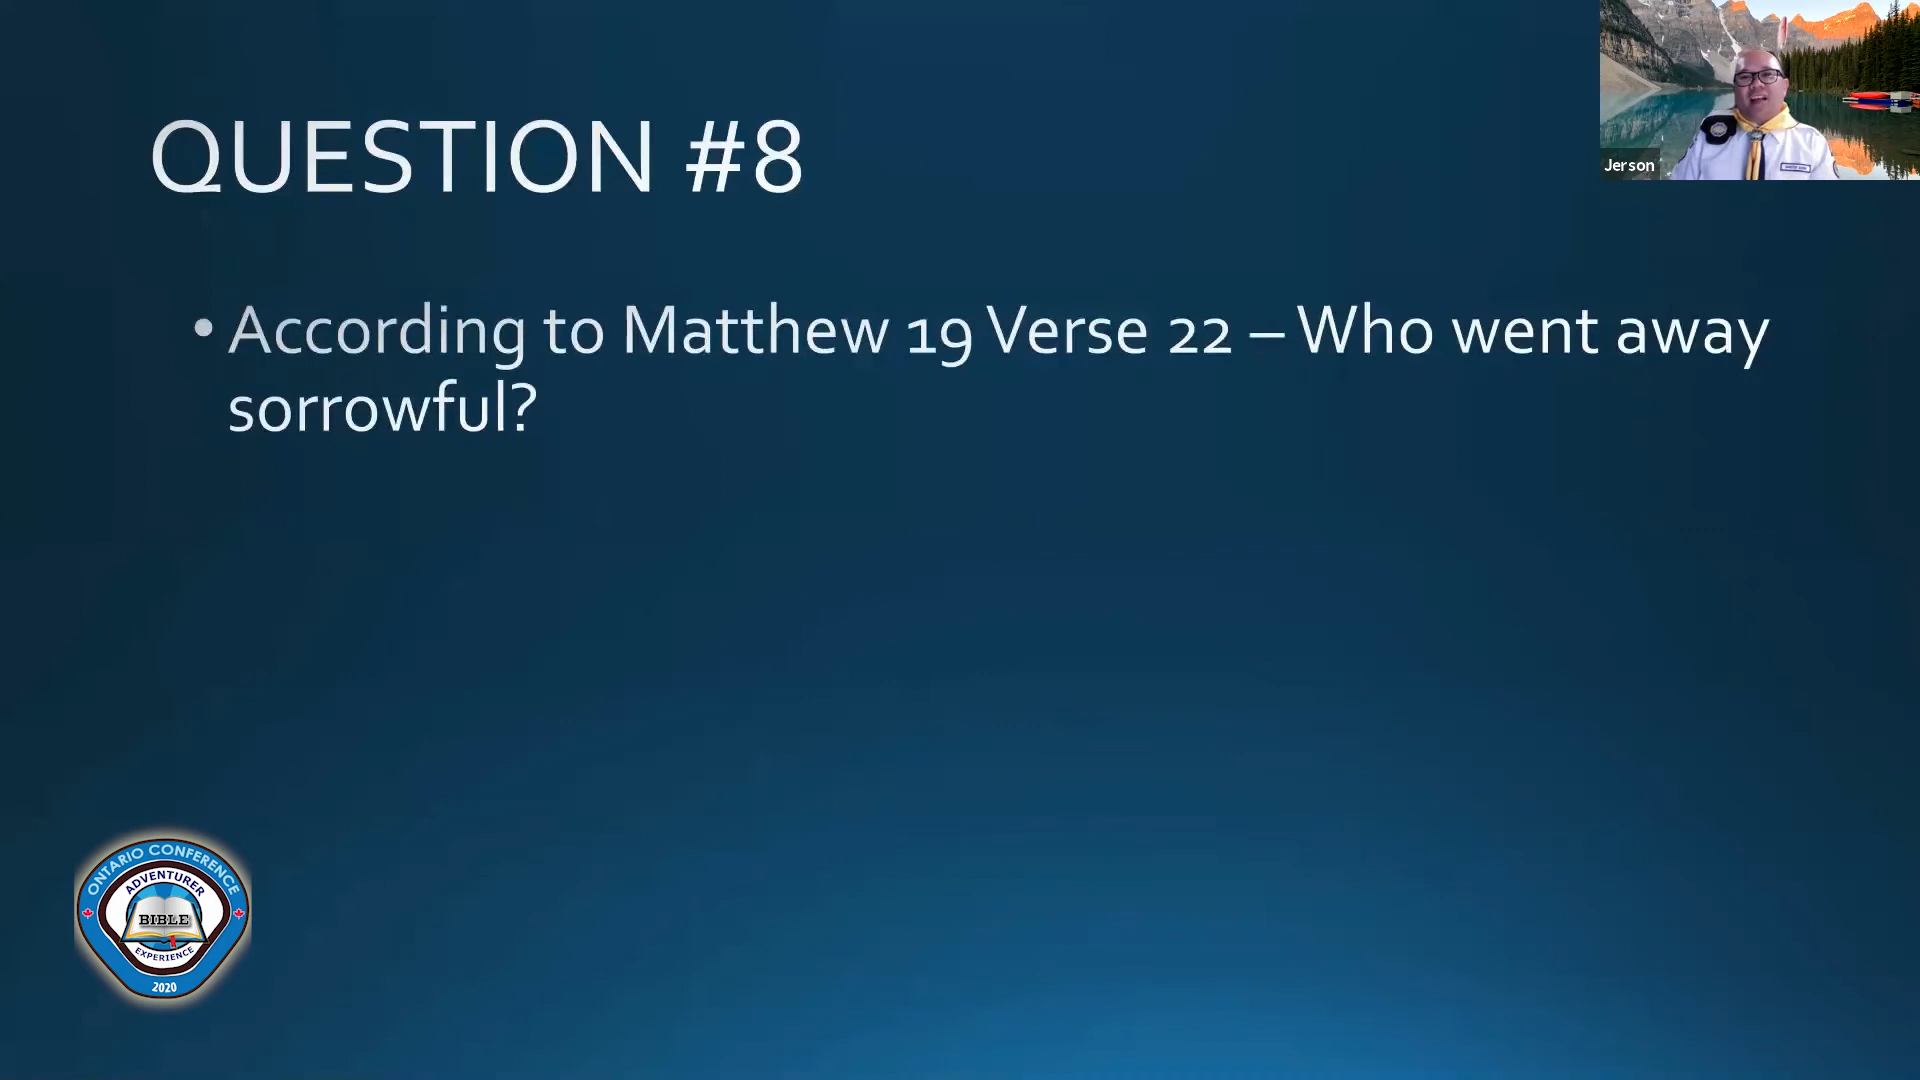 QUESTION #8
Jerson
• According to Matthew 19 Verse 22 – Who went away
sorrowful?
ONTARIO CONFERENCE
ADVENTURER
BIBLE
EXPERIENCE
2020